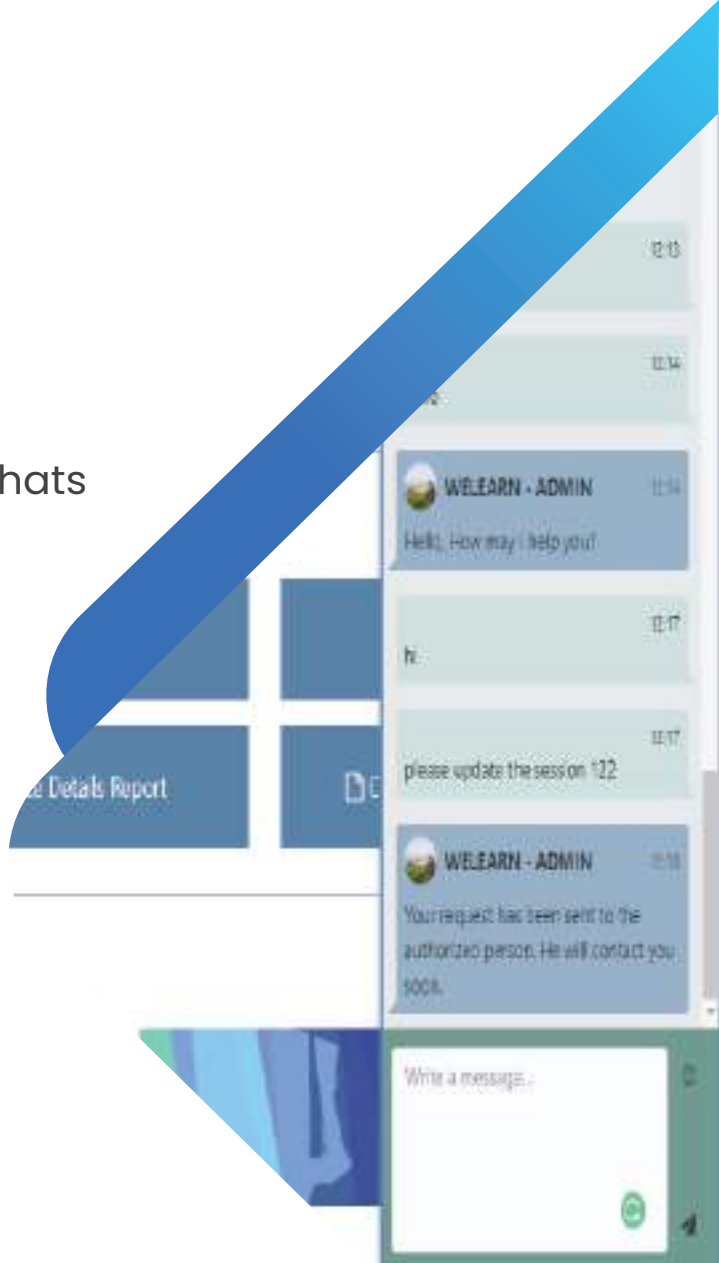 hats
12:13
12:14
WELEARN - ADMIN 12:14
Hello, How may I help you?
12:17
hi
12:17
please update the session 122
Details Report
WELEARN - ADMIN
Your request has been sent to the
authorized person. He will contact you
soon.
Write a message...